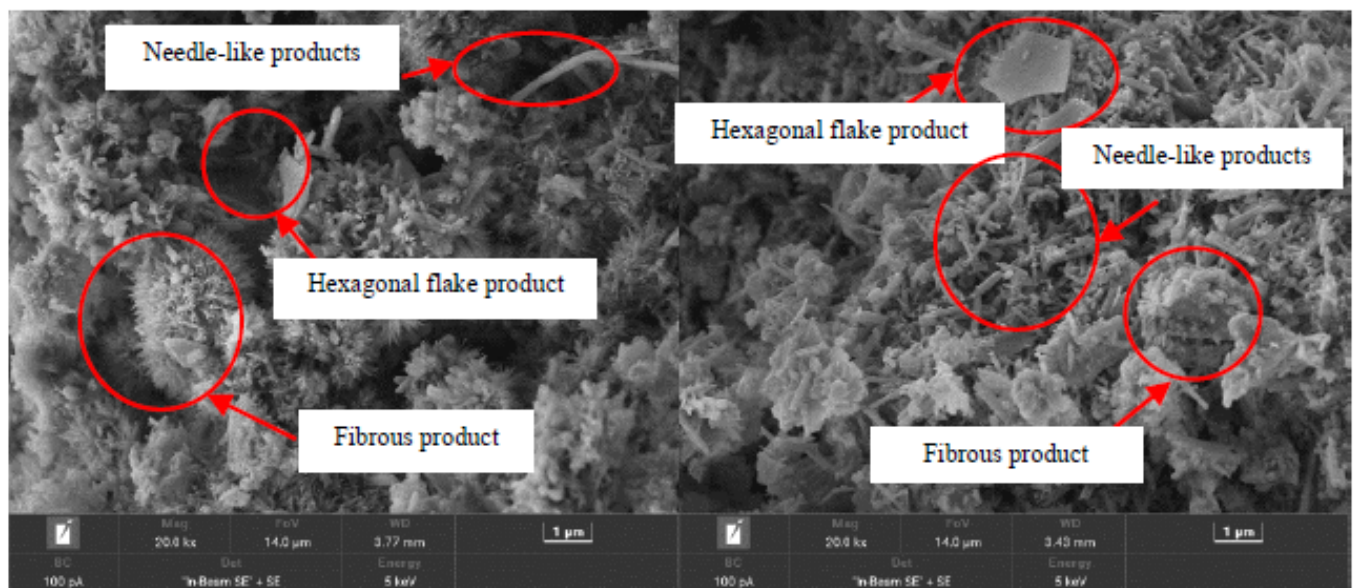 Needle-like products
Hexagonal flake product
Fibrous product
Hexagonal flake product
Needle-like products
Fibrous product
Mag FoV WD
20.0 kx 14.0 µm 3.77 mm 1 µm
BC Det Energy
100 pA "In-Beam SE' + SE 5 keV
Mag FoV WD
20.0 kx 14.0 µm 3.43 mm 1 µm
BC Det Energy
100 pA "In-Beam SE' + SE 5 keV